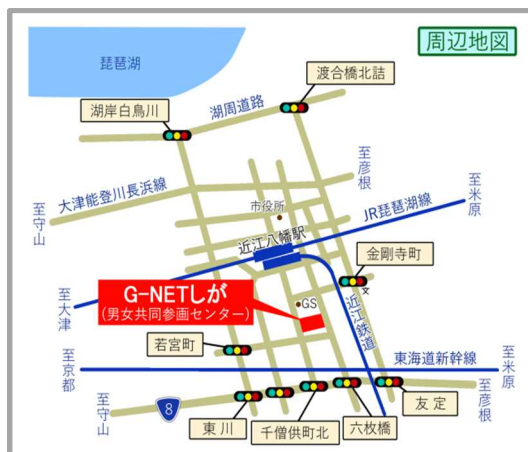 周辺地図
琵琶湖
渡合橋北詰
湖岸白鳥川
湖周道路
至守山
大津能登川長浜線
至彦根
市役所
JR琵琶湖線
至米原
近江八幡駅
金剛寺町
G-NETしが
(男女共同参画センター)
GS
近江鉄道
至大津
若宮町
東海道新幹線
至京都
至米原
至守山
8
東川
千僧供町北
六枚橋
友定
至彦根